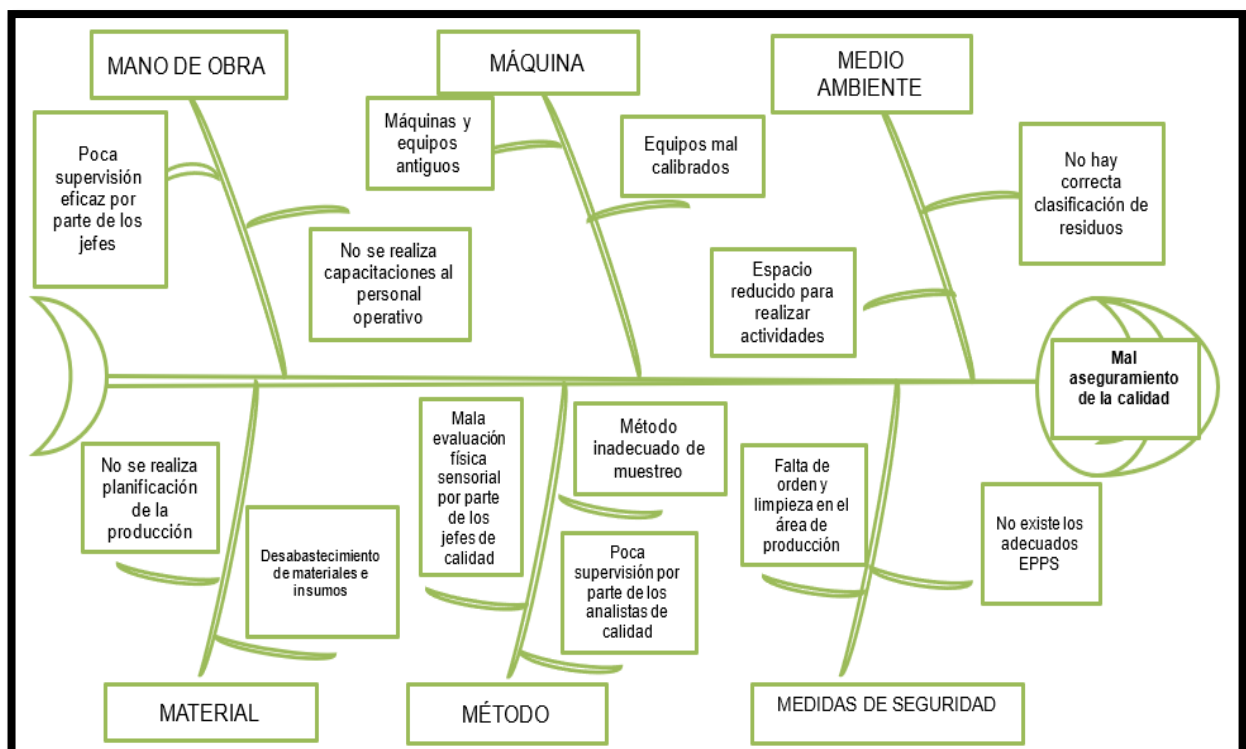 MANO DE OBRA
MÁQUINA
MEDIO
AMBIENTE
Poca
supervisión
eficaz por
parte de los
jefes
No se realiza
capacitaciones al
personal
operativo
Máquinas y
equipos
antiguos
Equipos mal
calibrados
Espacio
reducido para
realizar
actividades
No hay
correcta
clasificación de
residuos
Mal
aseguramiento
de la calidad
No se realiza
planificación
de la
producción
Desabastecimiento
de materiales e
insumos
Mala
evaluación
física
sensorial por
parte de los
jefes de
calidad
Método
inadecuado de
muestreo
Poca
supervisión por
parte de los
analistas de
calidad
Falta de
orden y
limpieza en el
área de
producción
No existe los
adecuados
EPPS
MATERIAL
MÉTODO
MEDIDAS DE SEGURIDAD